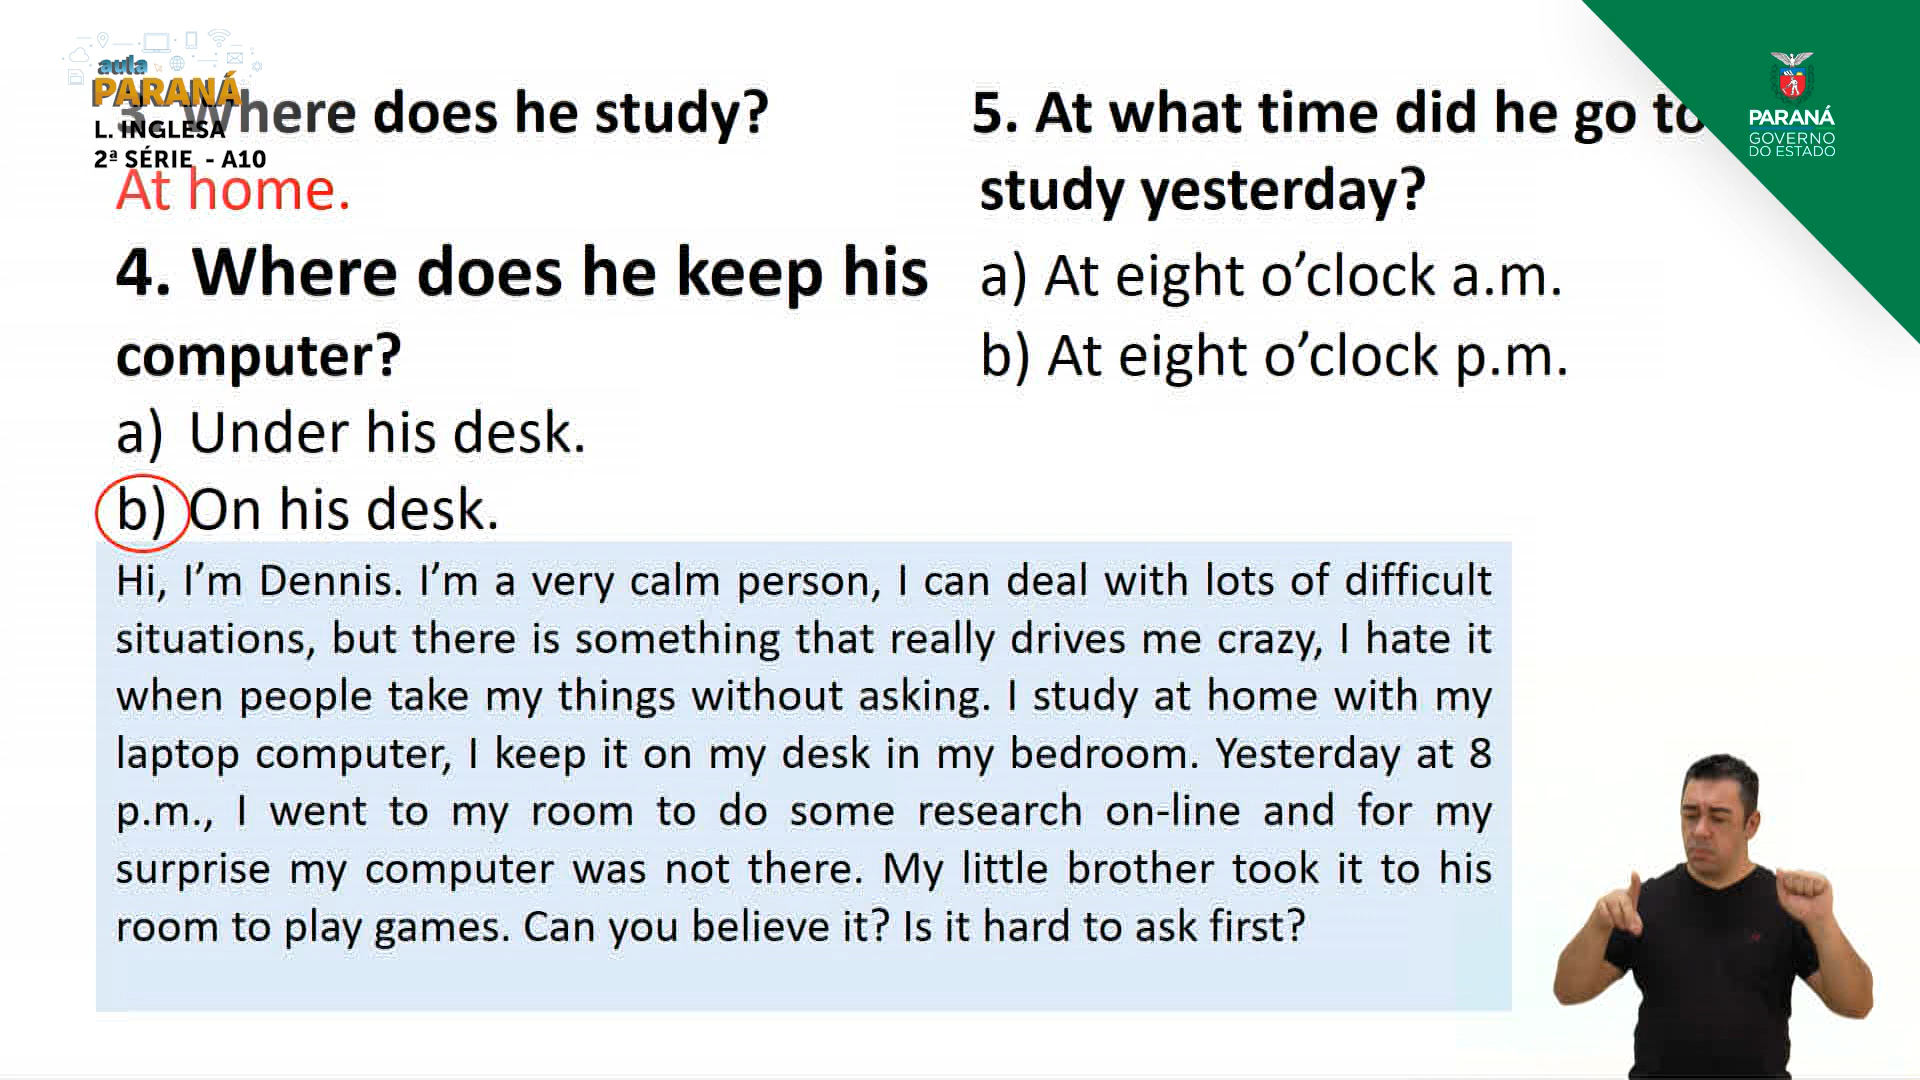 aula
PARANÁ
L. INGLESA
2ª SÉRIE - A10
3. Where does he study?
At home.
4. Where does he keep his
computer?
a) Under his desk.
b) On his desk.
5. At what time did he go to
study yesterday?
a) At eight o’clock a.m.
b) At eight o’clock p.m.
PARANÁ
GOVERNO
DO ESTADO
Hi, I’m Dennis. I’m a very calm person, I can deal with lots of difficult
situations, but there is something that really drives me crazy, I hate it
when people take my things without asking. I study at home with my
laptop computer, I keep it on my desk in my bedroom. Yesterday at 8
p.m., I went to my room to do some research on-line and for my
surprise my computer was not there. My little brother took it to his
room to play games. Can you believe it? Is it hard to ask first?